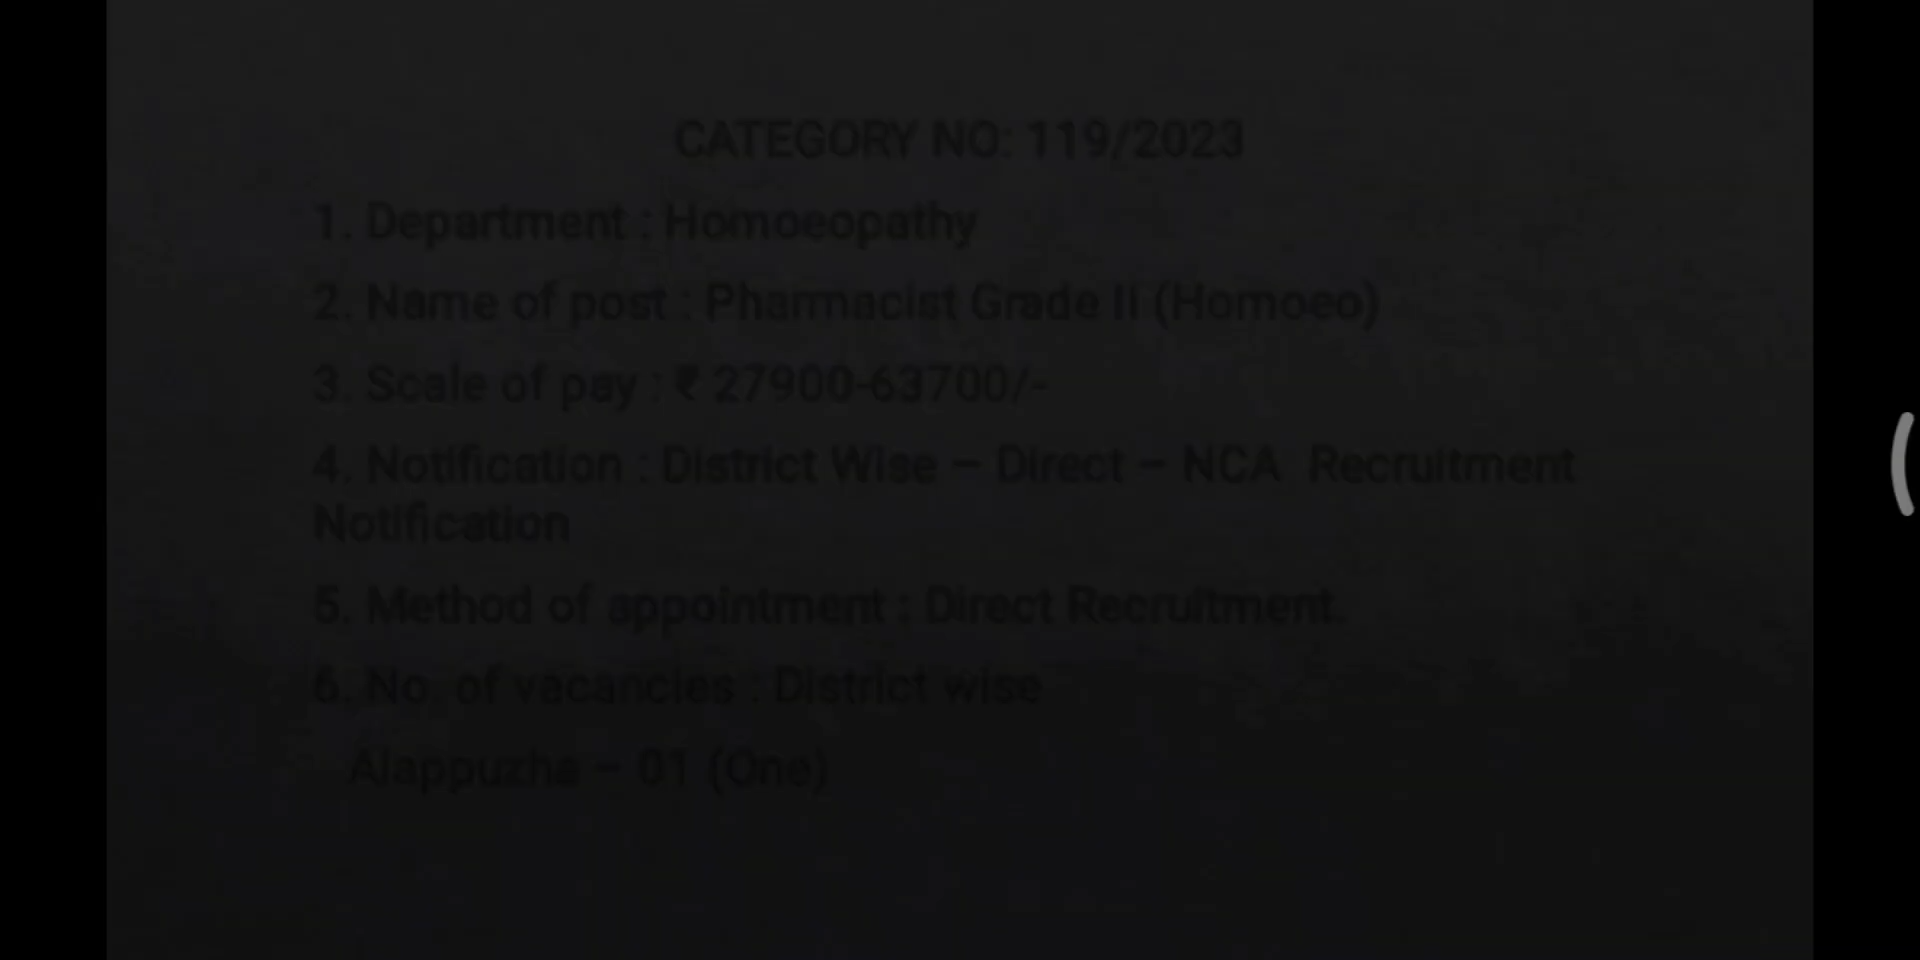 CATEGORY NO: 119/2023
1. Department : Homoeopathy
2. Name of post : Pharmacist Grade II (Homoeo)
3. Scale of pay : ₹ 27900-63700/-
4. Notification : District Wise – Direct – NCA Recruitment
Notification
5. Method of appointment : Direct Recruitment.
6. No. of vacancies : District wise
Alappuzha – 01 (One)